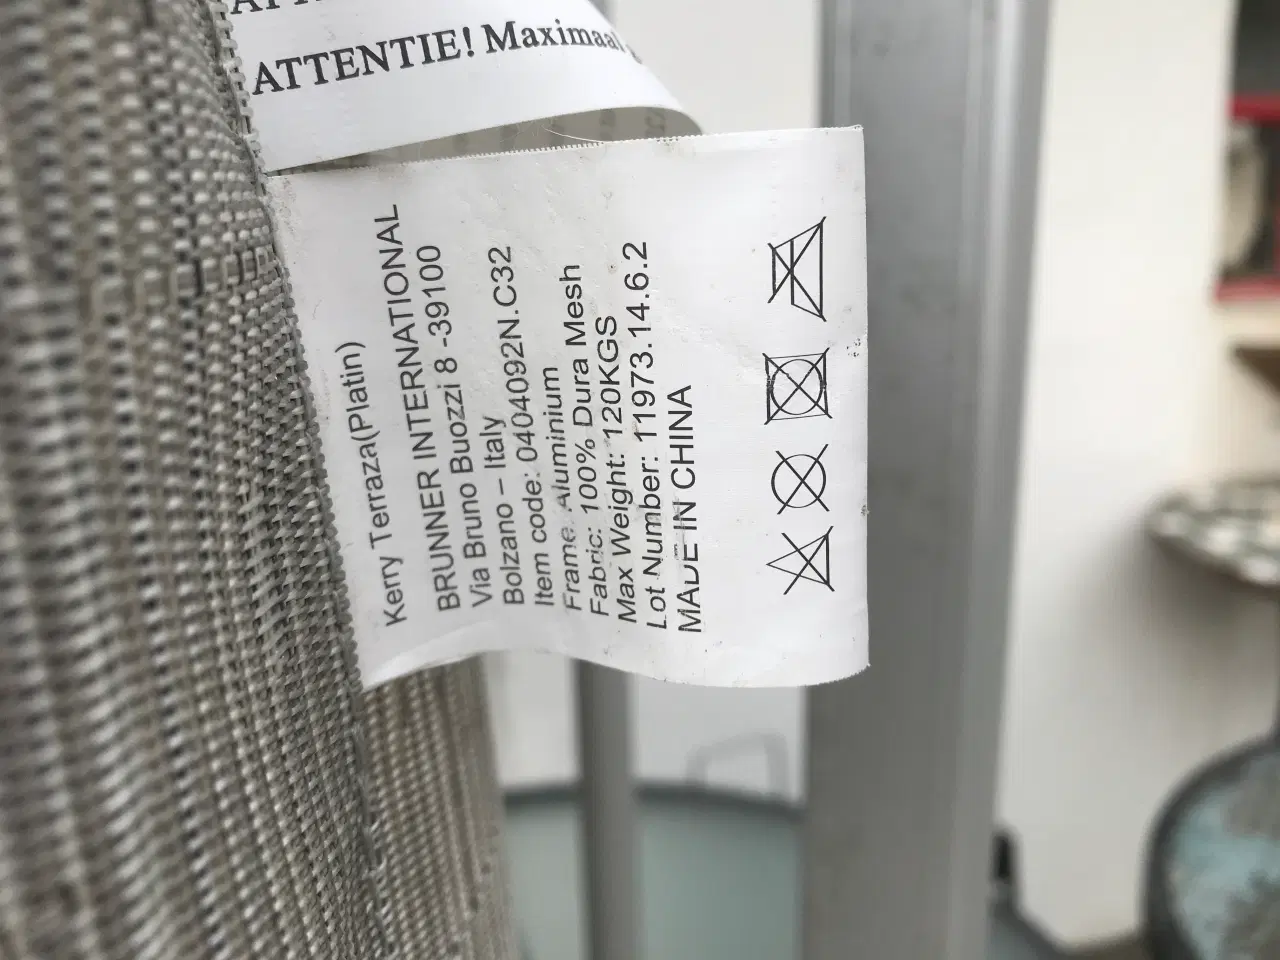 ATTENTIE! Maximaal
Kerry Terraza(Platin)
BRUNNER INTERNATIONAL
Via Bruno Buozzi 8 -39100
Bolzano – Italy
Item code: 0404092N.C32
Frame: Aluminium
Fabric: 100% Dura Mesh
Max Weight: 120KGS
Lot Number: 11973.14.6.2
MADE IN CHINA